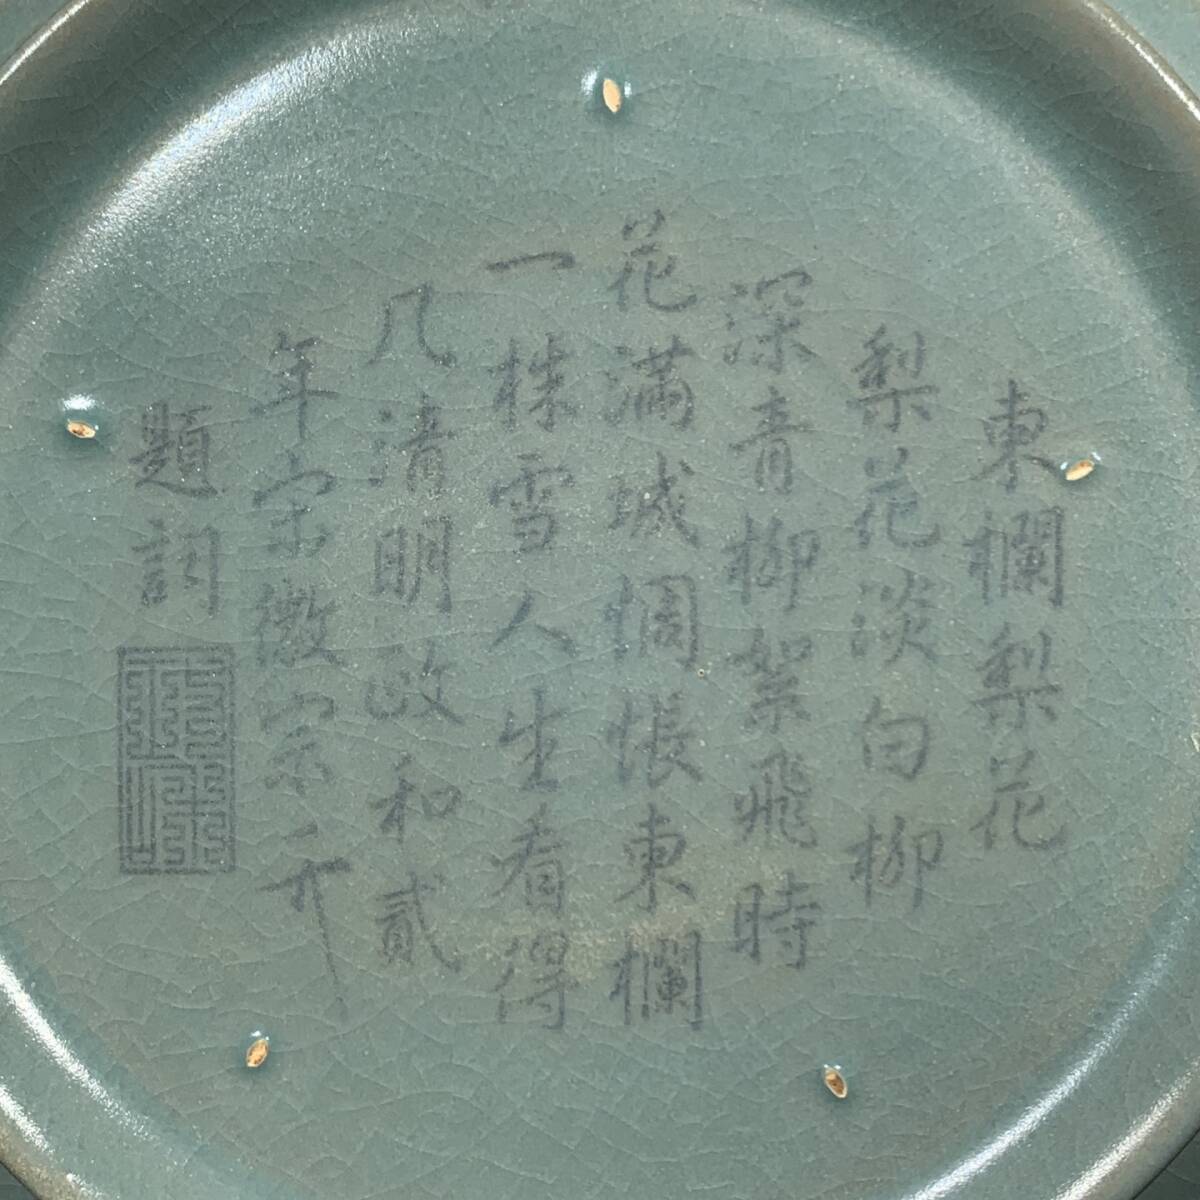 東欄梨花
梨花淡白柳
深青柳絮飛時
花滿城惆悵東欄
一株雪人生看得
几清明政和貳
年宋徽宗
題詞